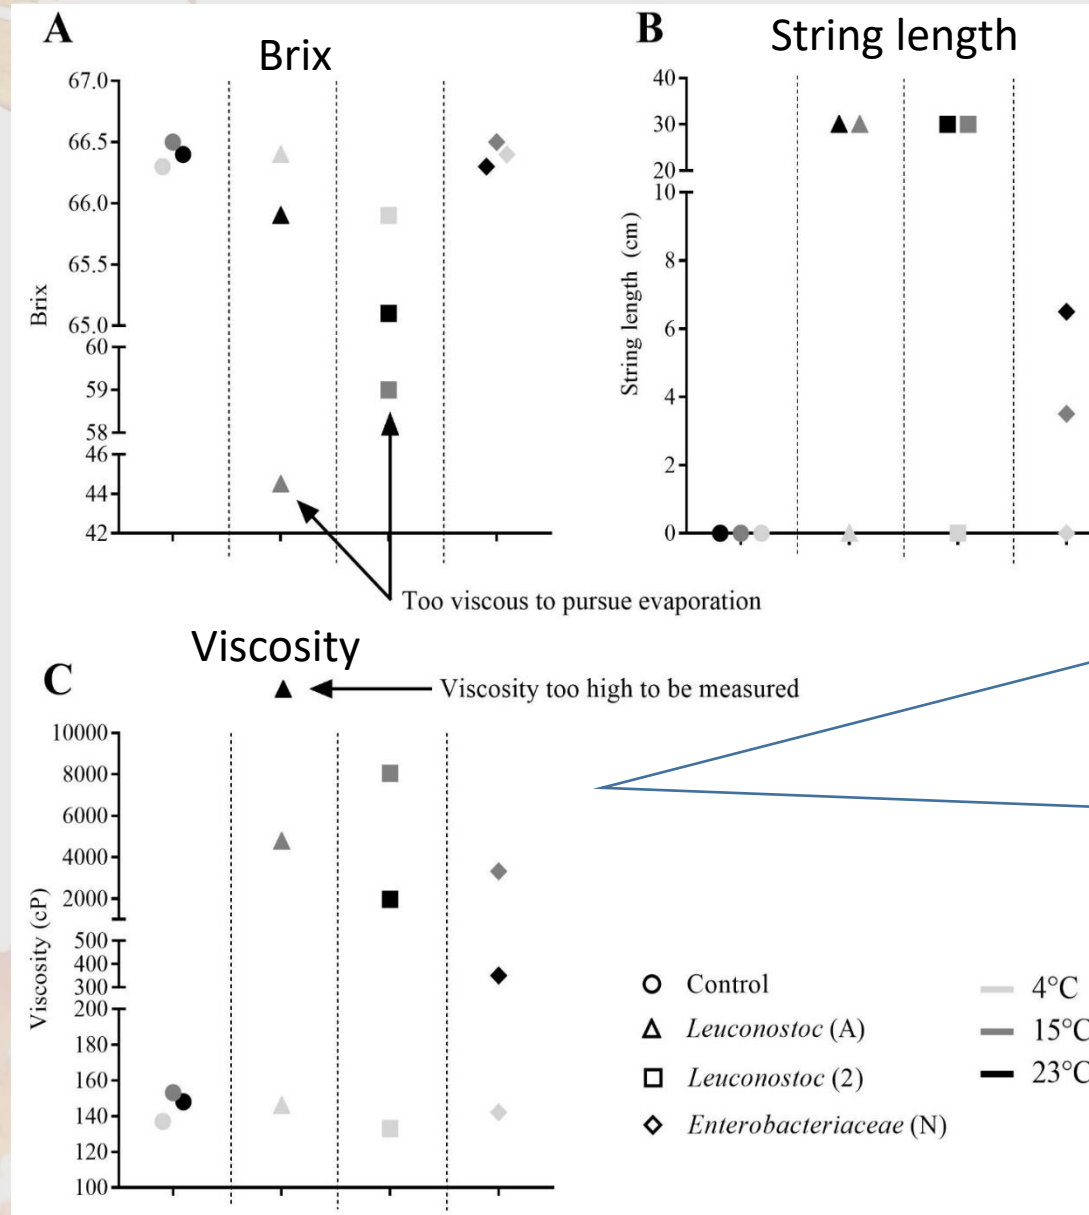 A
Brix
67.0
66.5
66.0
65.5
65.0
60
59
58
46
44
42
Brix
Too viscous to pursue evaporation
B
String length
40
30
20
10
8
6
4
2
0
String length (cm)
Viscosity
C
Viscosity too high to be measured
10000
8000
6000
4000
2000
500
400
300
200
180
160
140
120
100
Viscosity (cP)
Control
Leuconostoc (A)
Leuconostoc (2)
Enterobacteriaceae (N)
4°C
15°C
23°C